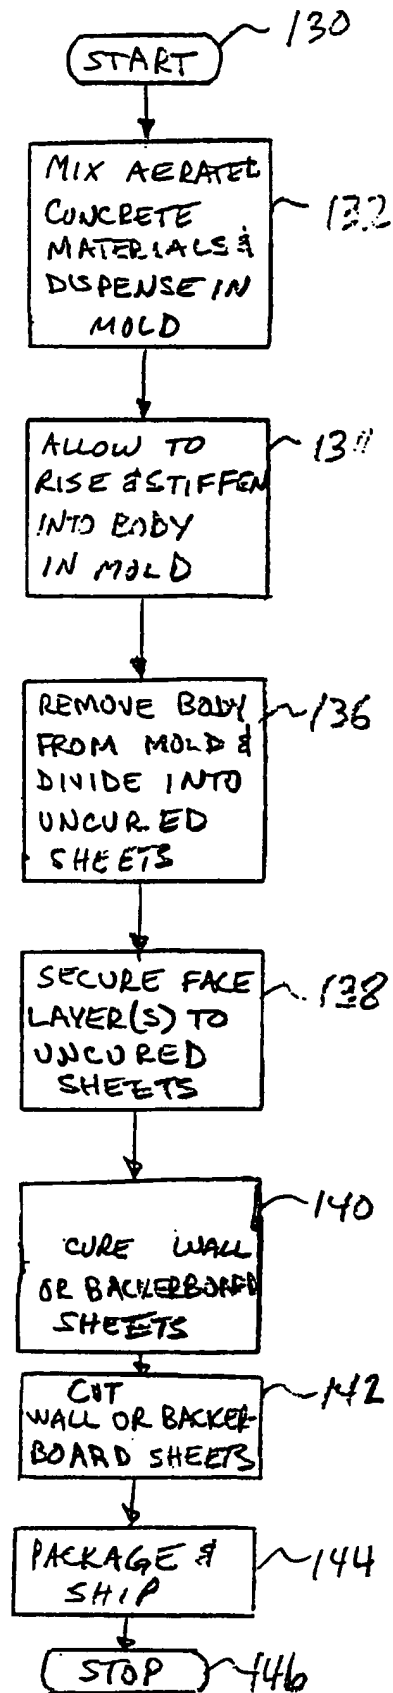 130
START
MIX AERATED
CONCRETE
MATERIALS &
DISPENSE IN
MOLD
132
ALLOW TO
RISE & STIFFEN
INTO BODY
IN MOLD
REMOVE BODY
FROM MOLD &
DIVIDE INTO
UNCURED
SHEETS
136
SECURE FACE
LAYER(S) TO
UNCURED
SHEETS
138
140
CURE WALL
OR BACKERBOARD
SHEETS
CUT
WALL OR BACKER-
BOARD SHEETS
142
PACKAGE &
SHIP
144
STOP
146